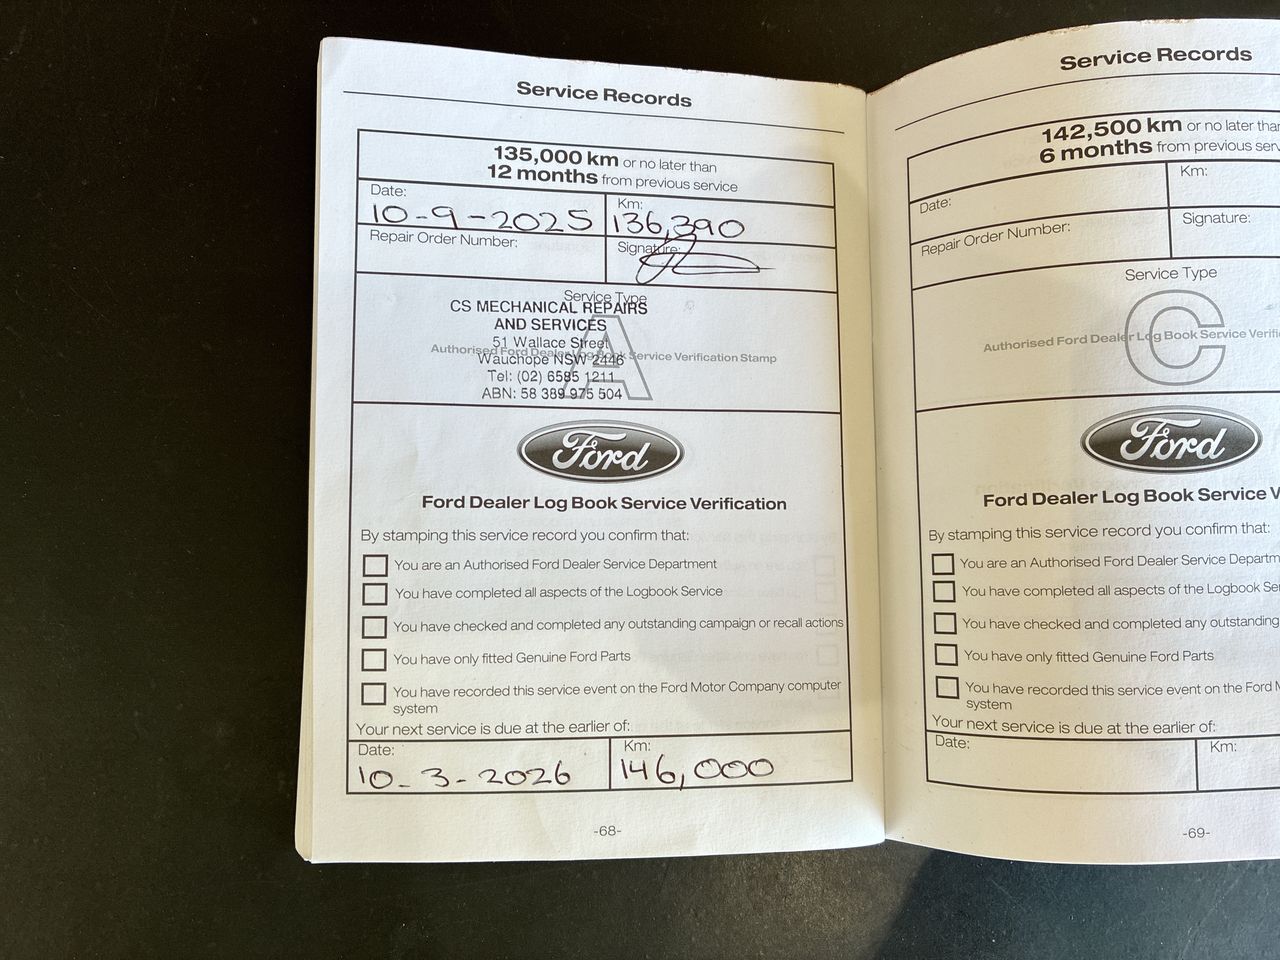 Service Records
135,000 km or no later than
12 months from previous service
Date:
10-9-2025
Km:
136,390
Repair Order Number:
Signature:
Service Type
A
CS MECHANICAL REPAIRS
AND SERVICES
51 Wallace Street
Authorised Ford Dealer Log Book Service Verification Stamp
Wauchope NSW 2446
Tel: (02) 6585 1211
ABN: 58 389 975 504
Ford
Ford Dealer Log Book Service Verification
By stamping this service record you confirm that:
You are an Authorised Ford Dealer Service Department
You have completed all aspects of the Logbook Service
You have checked and completed any outstanding campaign or recall actions
You have only fitted Genuine Ford Parts
You have recorded this service event on the Ford Motor Company computer
system
Your next service is due at the earlier of:
Date:
10-3-2026
Km:
146,000
-68-
Service Records
142,500 km or no later than
6 months from previous
Date:
Km:
Repair Order Number:
Signature:
Service Type
C
Authorised Ford Dealer Log Book Service
Ford
Ford Dealer Log Book Service
By stamping this service record you confirm that:
You are an Authorised Ford Dealer Service
You have completed all aspects of the Logbook
You have checked and completed any outstanding
You have only fitted Genuine Ford Parts
You have recorded this service event on the Ford
system
Your next service is due at the earlier of:
Date:
Km:
-69-